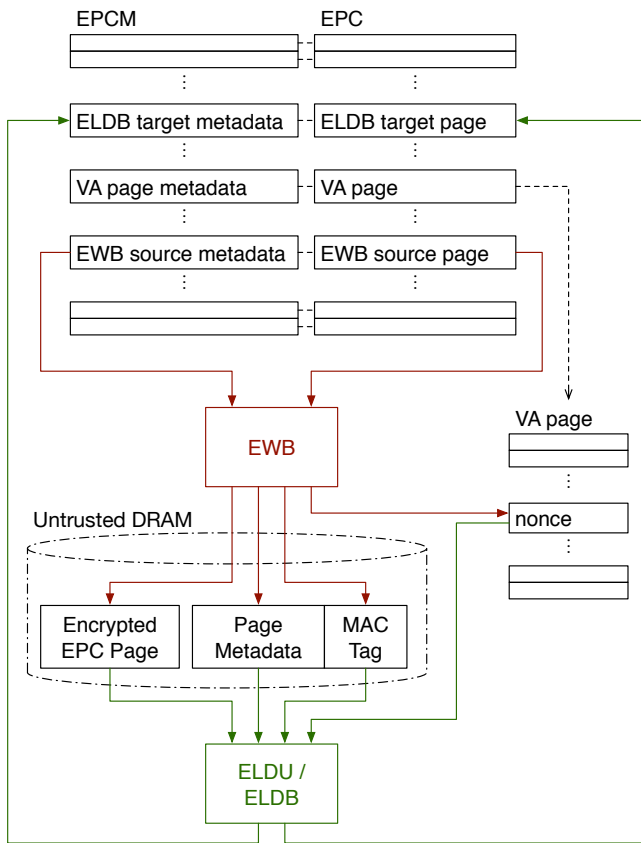 EPCM
EPC
ELDB target metadata
ELDB target page
VA page metadata
VA page
EWB source metadata
EWB source page
EWB
VA page
nonce
Untrusted DRAM
Encrypted
EPC Page
Page
Metadata
MAC
Tag
ELDU /
ELDB